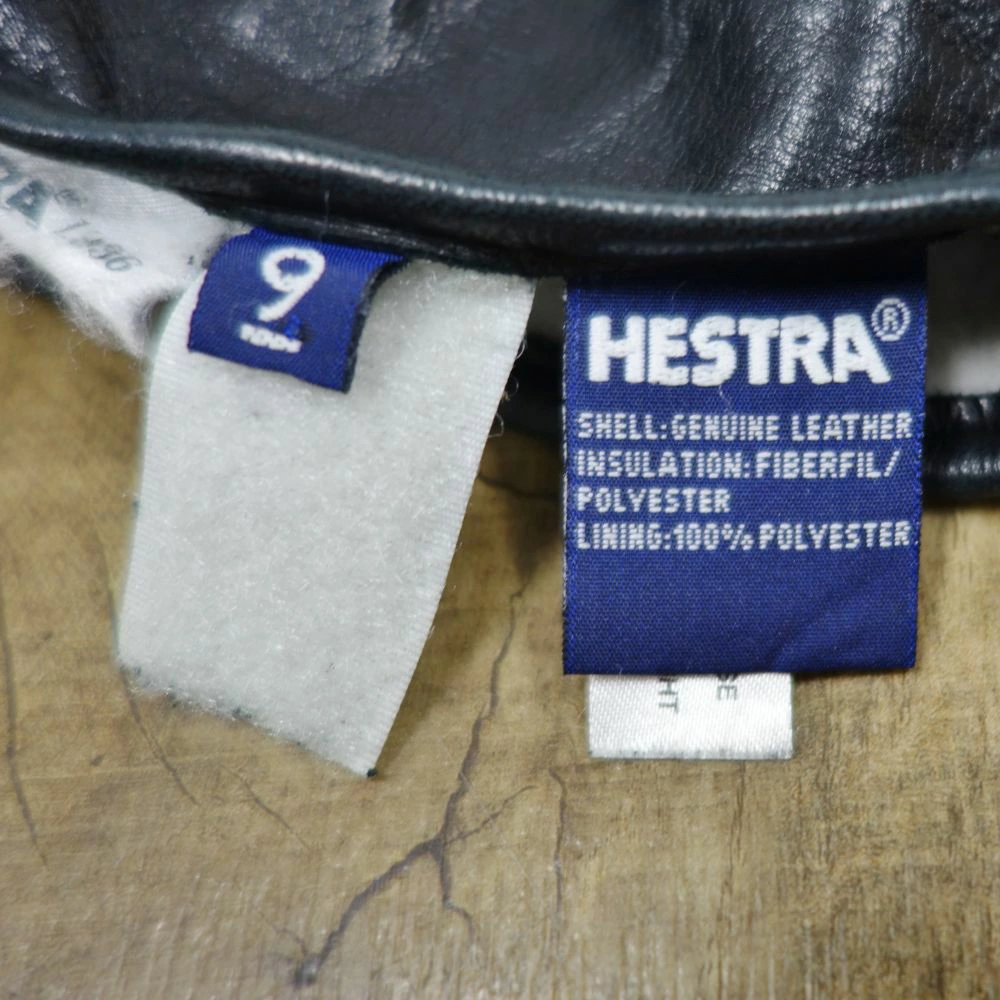 9
HESTRA®
SHELL:GENUINE LEATHER
INSULATION:FIBERFIL/
POLYESTER
LINING:100% POLYESTER